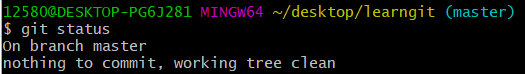 12580@DESKTOP-PG6J281 MINGW64 ~/desktop/learngit (master)
$ git status
On branch master
nothing to commit, working tree clean